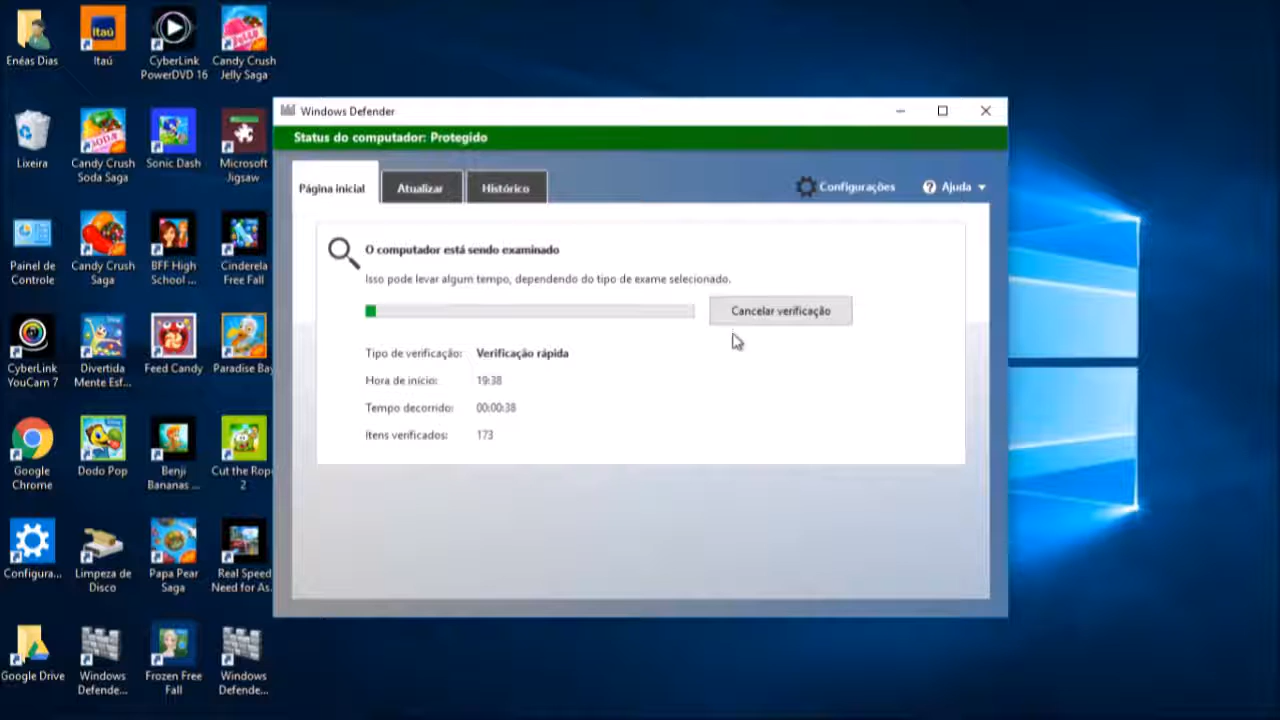 Enéas Dias
Itaú
Itaú
CyberLink
PowerDVD 16
Candy Crush
Jelly Saga
Lixeira
Candy Crush
Soda Saga
Sonic Dash
Microsoft
Jigsaw
Painel de
Controle
Candy Crush
Saga
BFF High
School ...
Cinderela
Free Fall
CyberLink
YouCam 7
Divertida
Mente Esf...
Feed Candy
Paradise Bay
Google
Chrome
Dodo Pop
Benji
Bananas ...
Cut the Rope
2
Configura...
Limpeza de
Disco
Papa Pear
Saga
Real Speed
Need for As.
Google Drive
Windows
Defende...
Frozen Free
Fall
Windows
Defende...
Windows Defender
Status do computador: Protegido
Página inicial
Atualizar
Histórico
Configurações
Ajuda
O computador está sendo examinado
Isso pode levar algum tempo, dependendo do tipo de exame selecionado.
Cancelar verificação
Tipo de verificação: Verificação rápida
Hora de início: 19:38
Tempo decorrido: 00:00:38
Itens verificados: 173